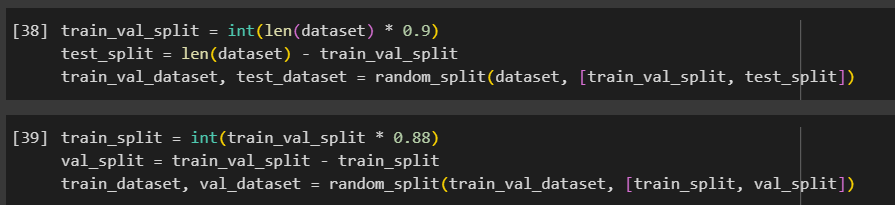 [38] train_val_split = int(len(dataset) * 0.9)
test_split = len(dataset) - train_val_split
train_val_dataset, test_dataset = random_split(dataset, [train_val_split, test_split])
[39] train_split = int(train_val_split * 0.88)
val_split = train_val_split - train_split
train_dataset, val_dataset = random_split(train_val_dataset, [train_split, val_split])